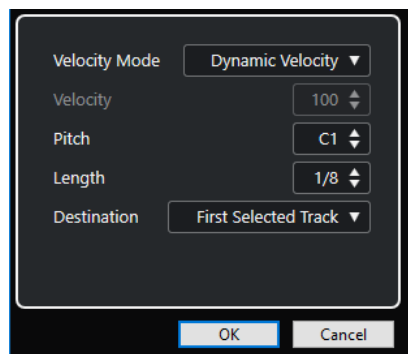 Velocity Mode Dynamic Velocity
Velocity 100
Pitch C1
Length 1/8
Destination First Selected Track
OK Cancel